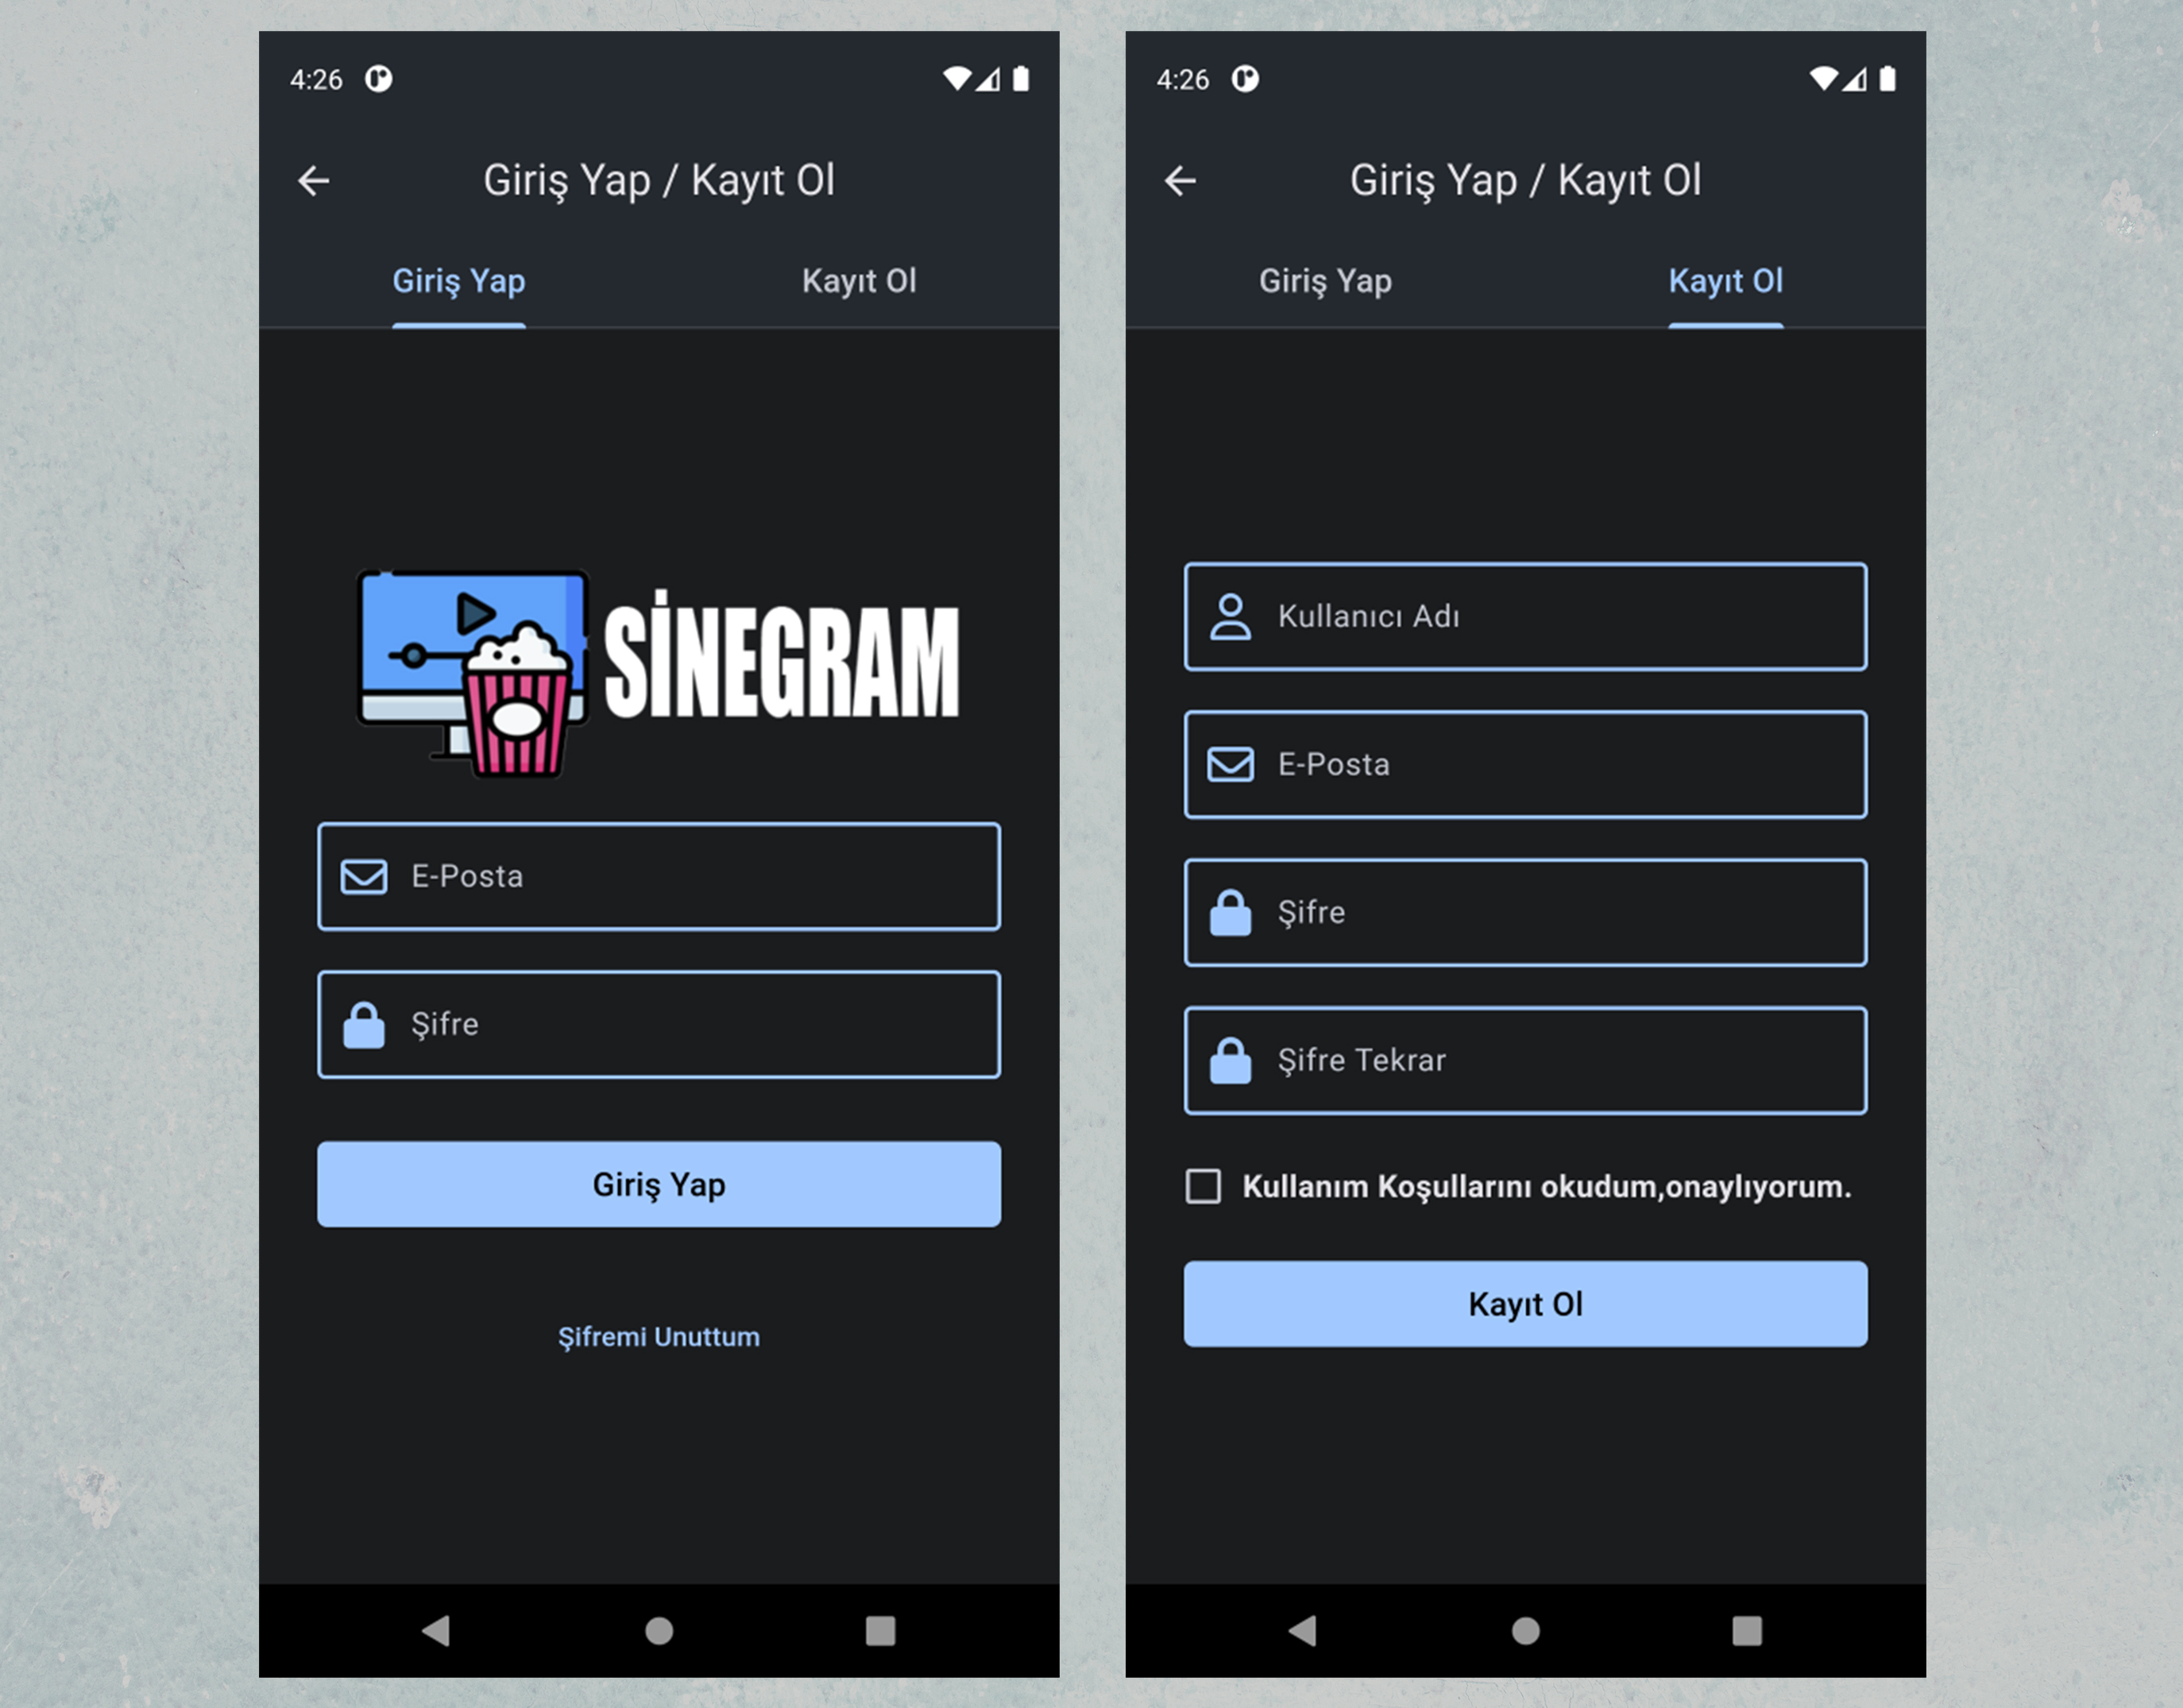 4:26
Giriş Yap / Kayıt Ol
Giriş Yap
Kayıt Ol
SİNEGRAM
E-Posta
Şifre
Giriş Yap
Şifremi Unuttum
4:26
Giriş Yap / Kayıt Ol
Giriş Yap
Kayıt Ol
Kullanıcı Adı
E-Posta
Şifre
Şifre Tekrar
Kullanım Koşullarını okudum,onaylıyorum.
Kayıt Ol